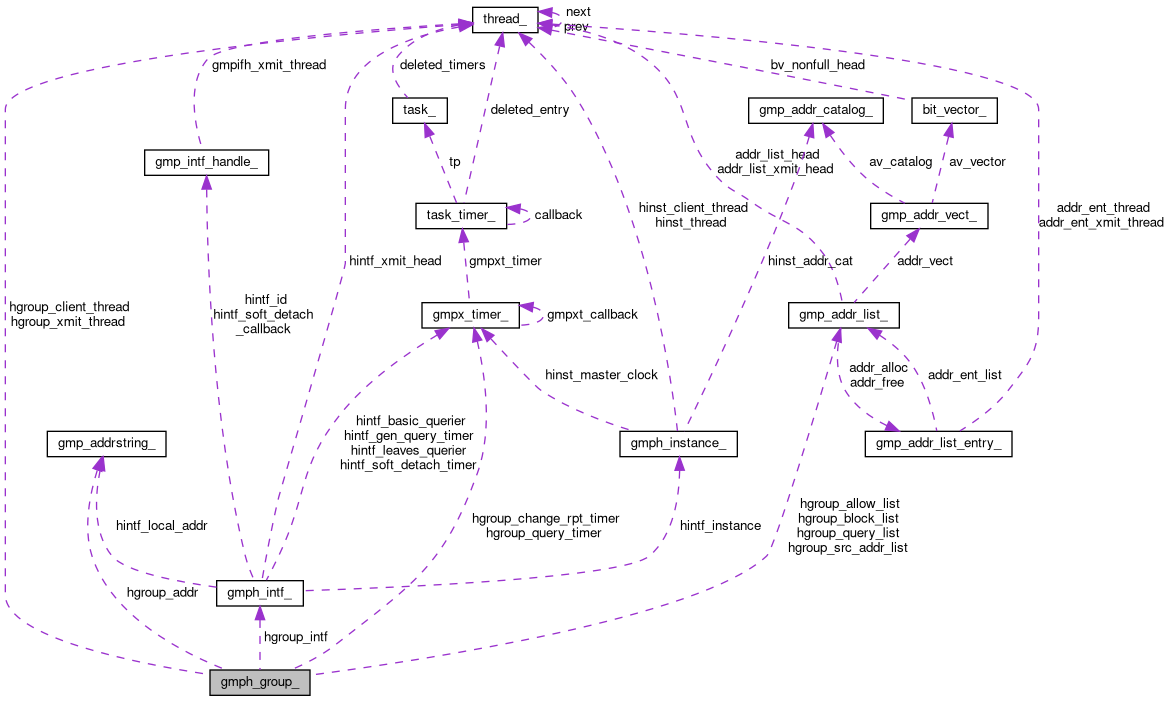 next
thread_
prev
gmpifh_xmit_thread
deleted_timers
bv_nonfull_head
task_
deleted_entry
gmp_addr_catalog_
bit_vector_
gmp_intf_handle_
tp
addr_list_head
addr_list_xmit_head
av_catalog
av_vector
task_timer_
callback
hinst_client_thread
hinst_thread
gmp_addr_vect_
addr_ent_thread
addr_ent_xmit_thread
hintf_xmit_head
gmpxt_timer
hinst_addr_cat
addr_vect
hgroup_client_thread
hgroup_xmit_thread
hintf_id
hintf_soft_detach
_callback
gmpx_timer_
gmpxt_callback
gmp_addr_list_
hinst_master_clock
addr_alloc
addr_free
addr_ent_list
hintf_basic_querier
hintf_gen_query_timer
hintf_leaves_querier
hintf_soft_detach_timer
gmp_addrstring_
gmph_instance_
gmp_addr_list_entry_
hintf_local_addr
hgroup_change_rpt_timer
hgroup_query_timer
hintf_instance
hgroup_allow_list
hgroup_block_list
hgroup_query_list
hgroup_src_addr_list
hgroup_addr
gmph_intf_
hgroup_intf
gmph_group_